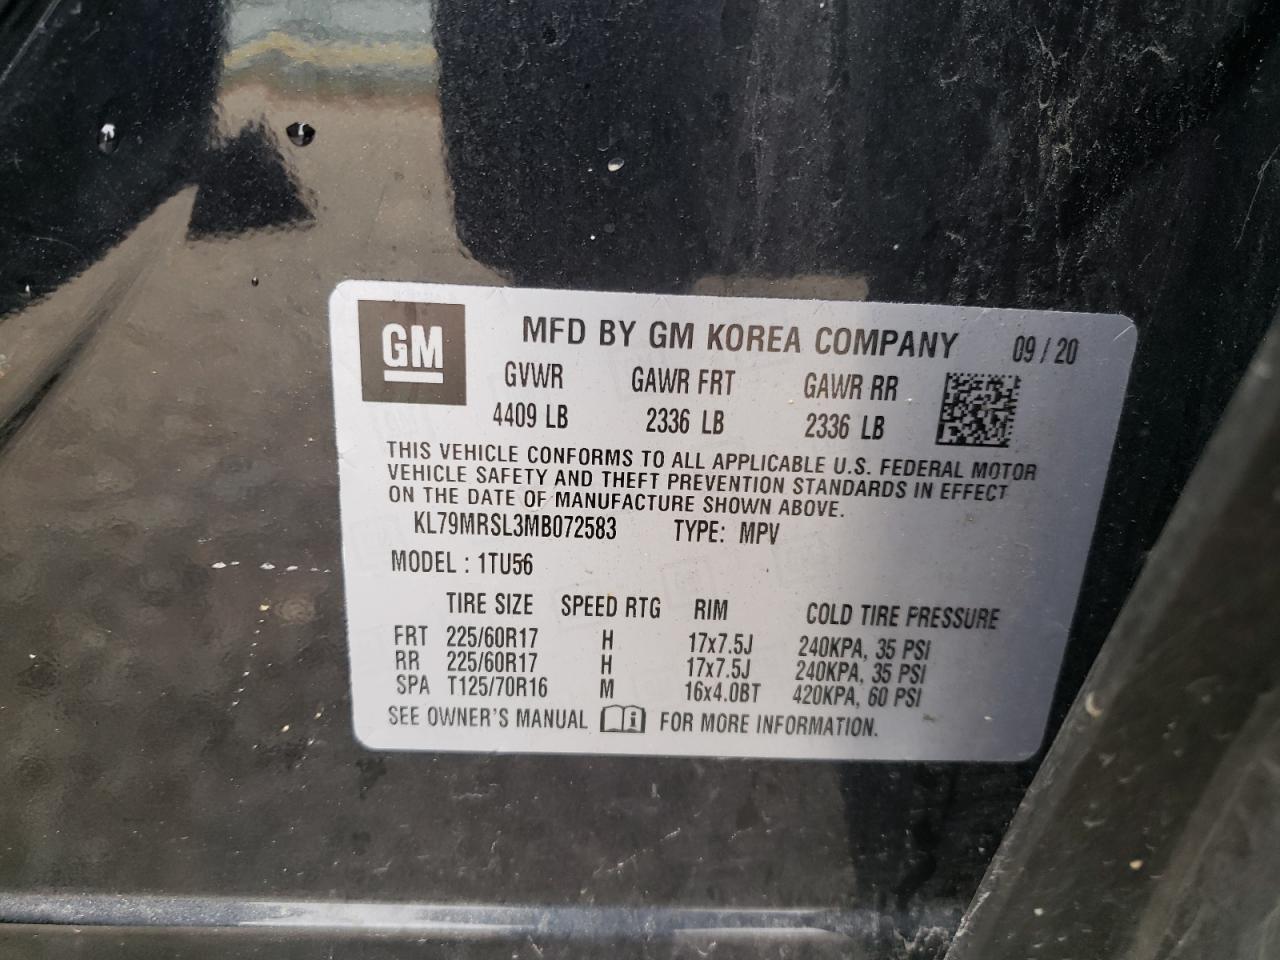 GM
MFD BY GM KOREA COMPANY 09 / 20
GVWR GAWR FRT GAWR RR
4409 LB 2336 LB 2336 LB
THIS VEHICLE CONFORMS TO ALL APPLICABLE U.S. FEDERAL MOTOR
VEHICLE SAFETY AND THEFT PREVENTION STANDARDS IN EFFECT
ON THE DATE OF MANUFACTURE SHOWN ABOVE.
KL79MRSL3MB072583 TYPE: MPV
MODEL : 1TU56
TIRE SIZE SPEED RTG RIM COLD TIRE PRESSURE
FRT 225/60R17 H 17x7.5J 240KPA, 35 PSI
RR 225/60R17 H 17x7.5J 240KPA, 35 PSI
SPA T125/70R16 M 16x4.0BT 420KPA, 60 PSI
SEE OWNER'S MANUAL i FOR MORE INFORMATION.